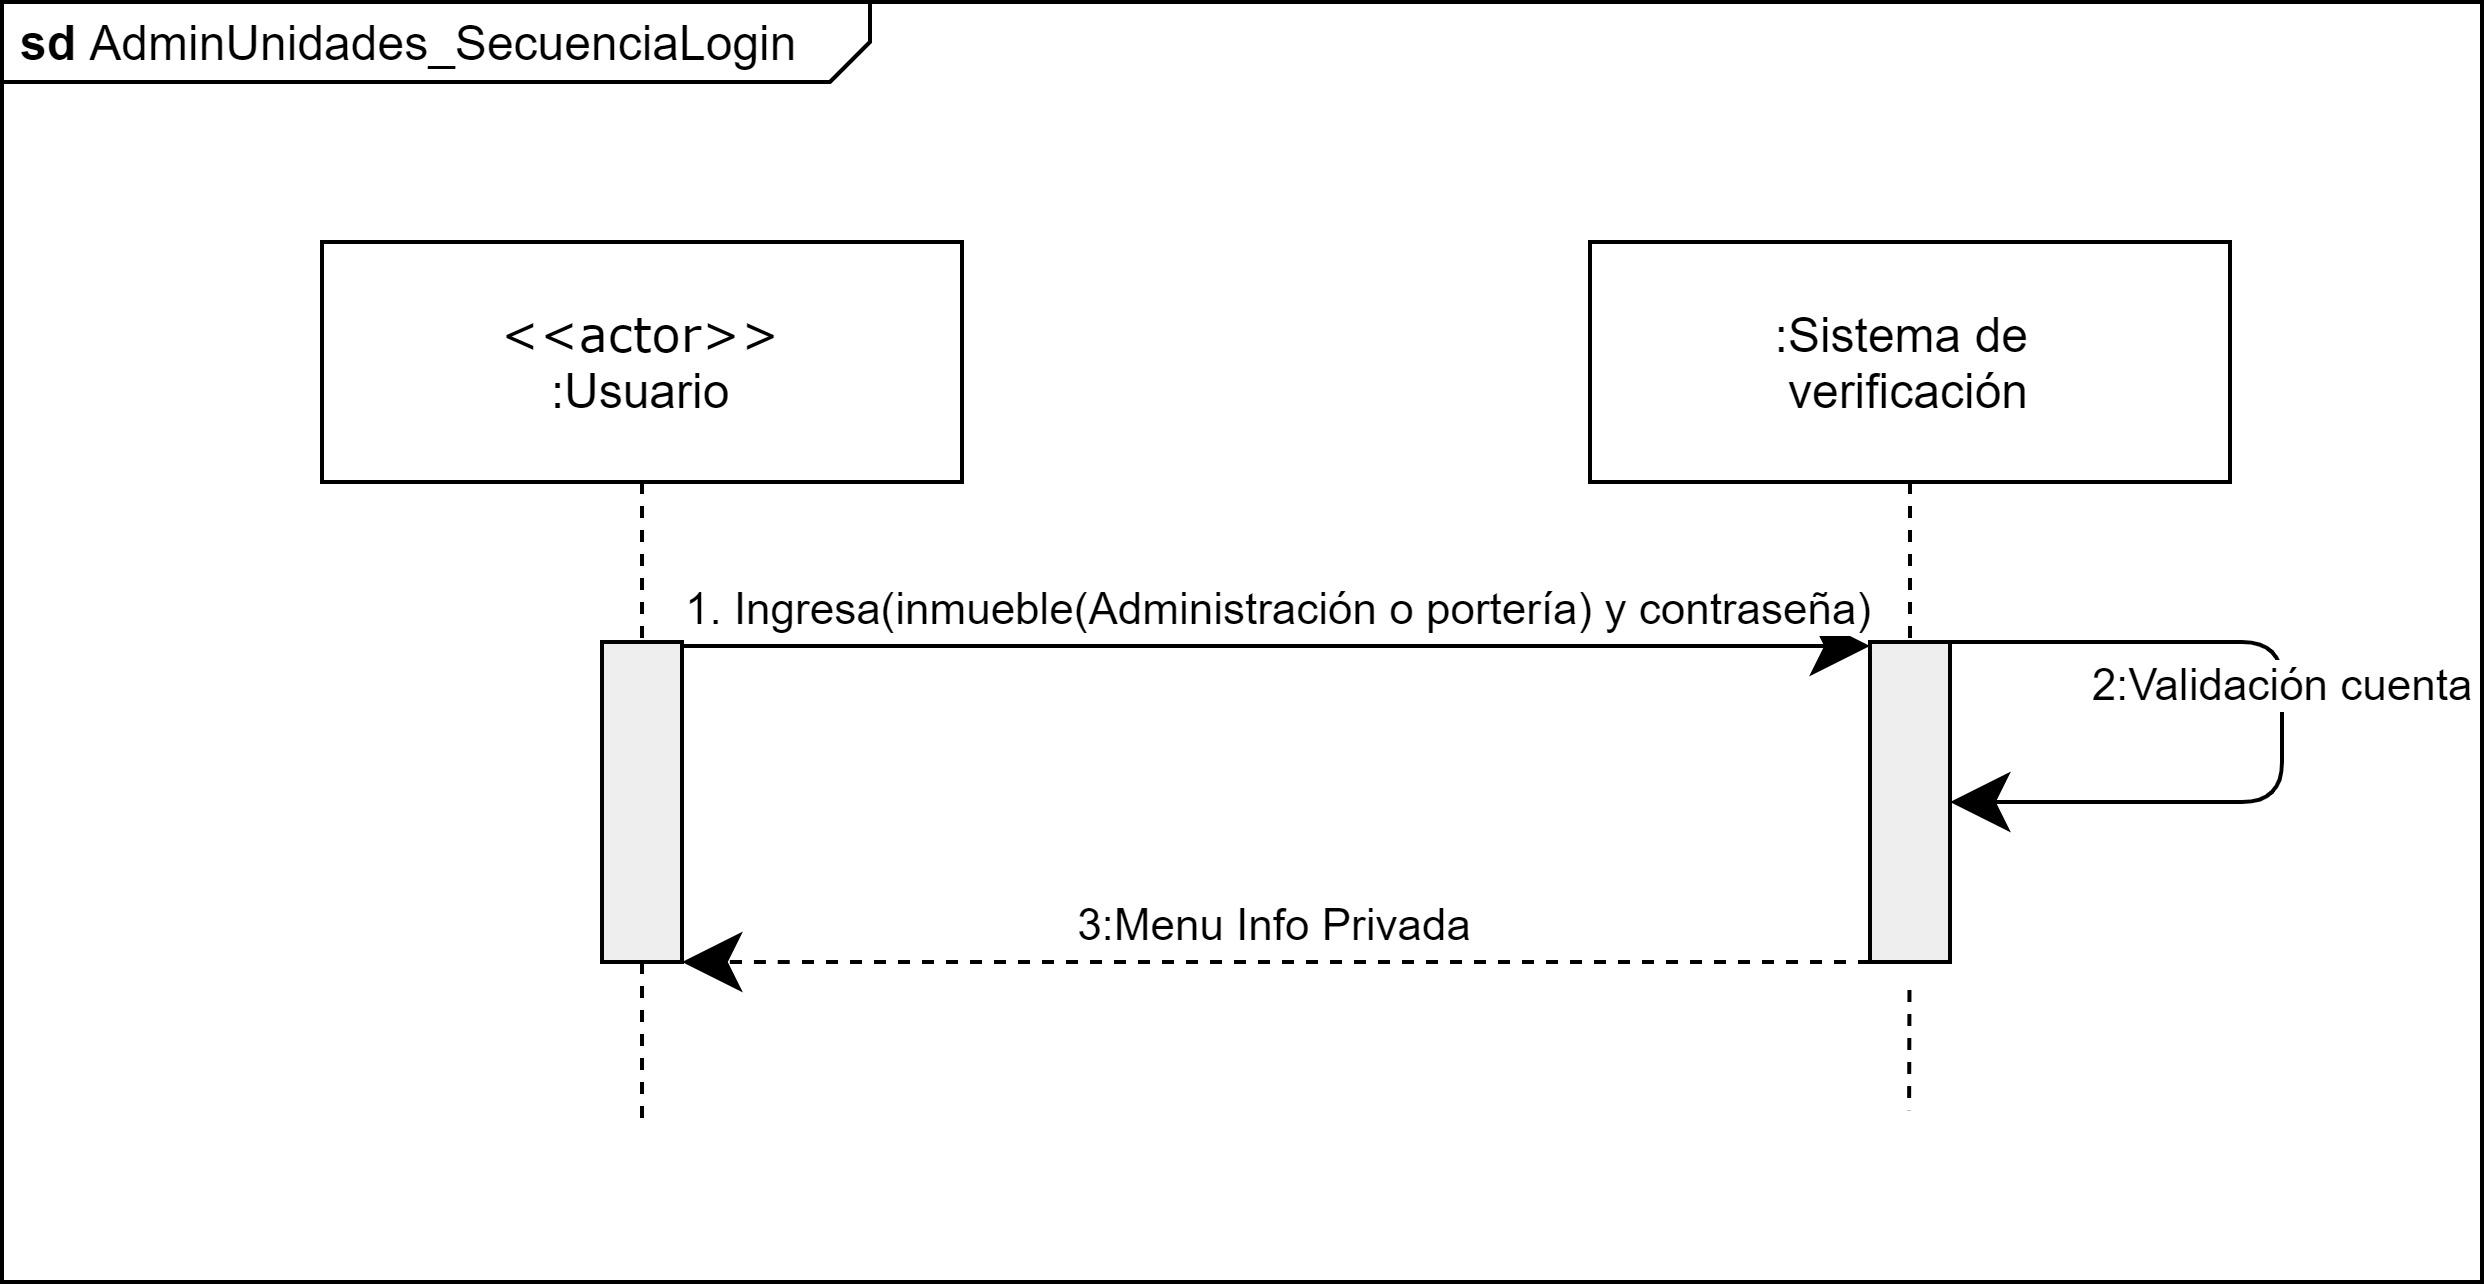 sd AdminUnidades_SecuenciaLogin
<<actor>>
:Usuario
:Sistema de
verificación
1. Ingresa(inmueble(Administración o portería) y contraseña)
2:Validación cuenta
3:Menu Info Privada